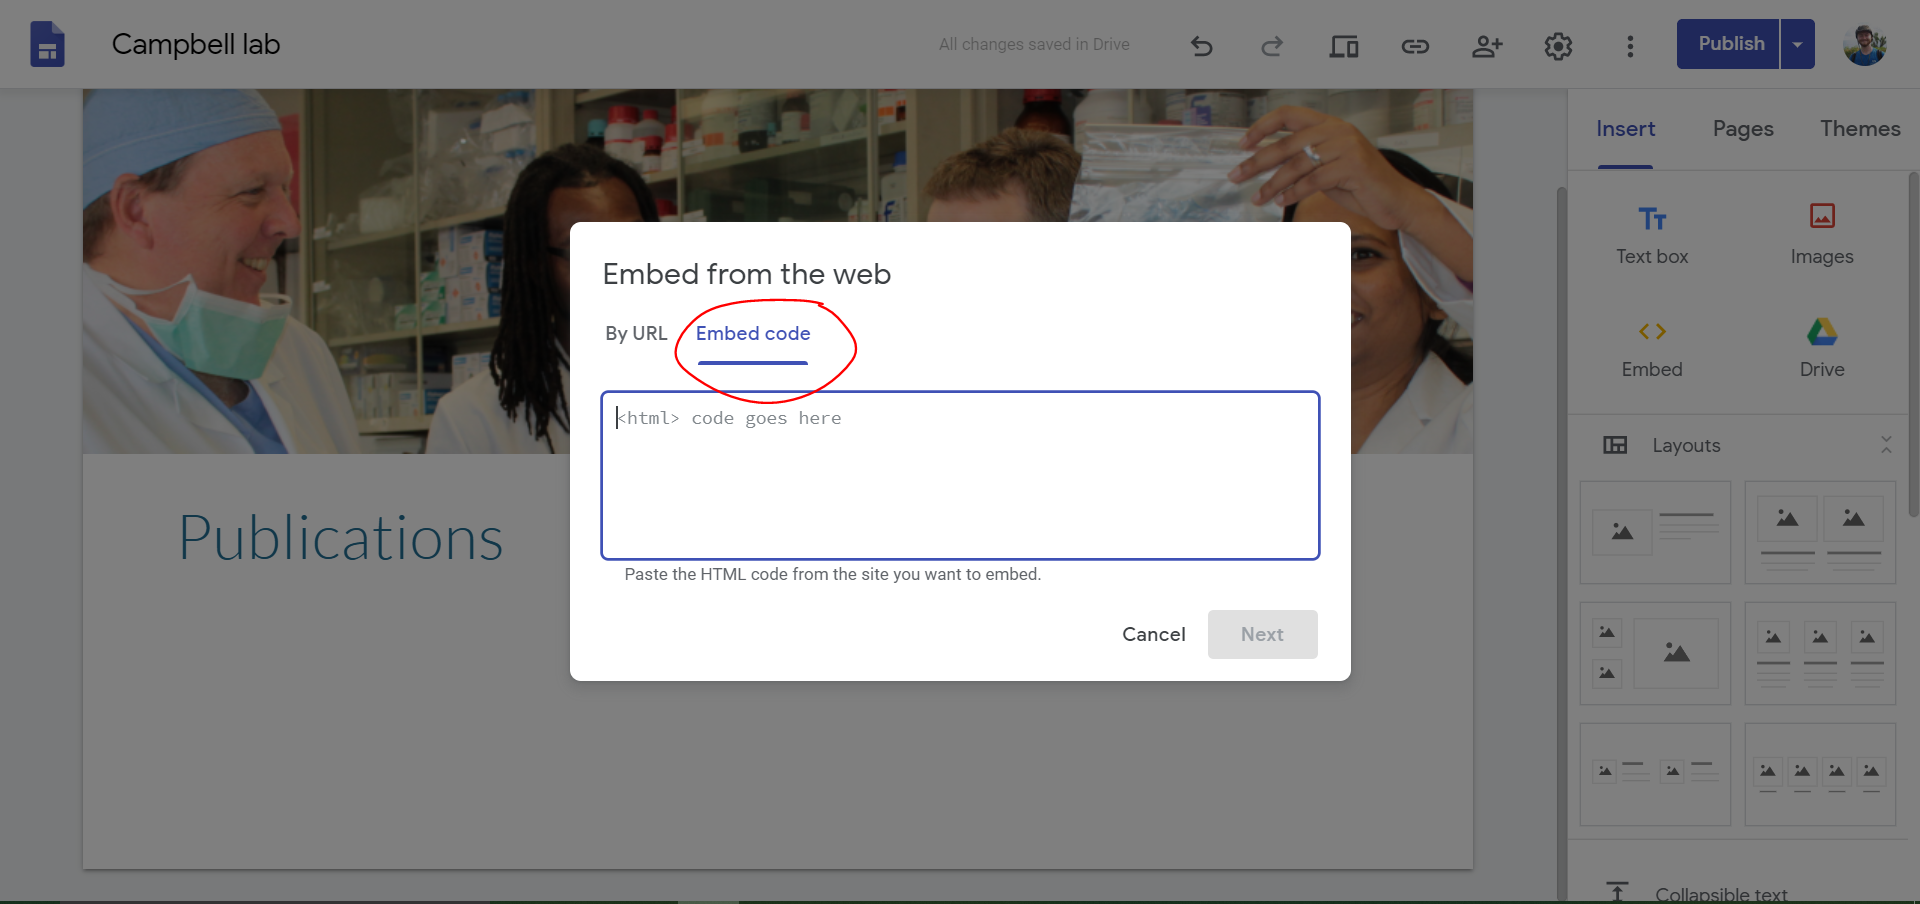 Campbell lab
All changes saved in Drive
Publish
Insert Pages Themes
Embed from the web
By URL Embed code
<html> code goes here
Paste the HTML code from the site you want to embed.
Cancel Next
Publications
Text box Images
Embed Drive
Layouts
Collapsible text